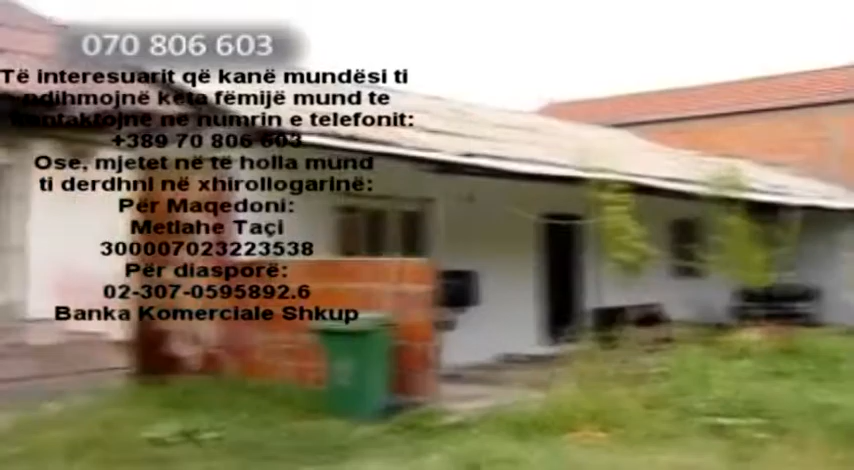 070 806 603
Të interesuarit që kanë mundësi ti
ndihmojnë këta fëmijë mund te
kontaktojnë në numrin e telefonit:
+389 70 806 603
Ose, mjetet në të holla mund
ti derdhni në xhirollogarinë:
Për Maqedoni:
Metlahe Taçi
300007023223538
Për diasporë:
02-307-0595892.6
Banka Komerciale Shkup